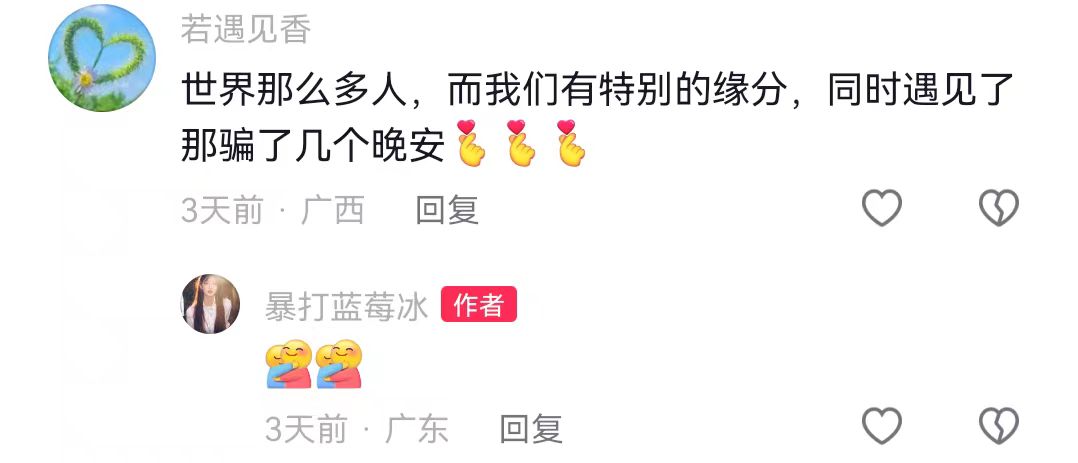 若遇见香
世界那么多人，而我们有特别的缘分，同时遇见了
那骗了几个晚安
3天前 · 广西 回复
暴打蓝莓冰 作者
3天前 · 广东 回复